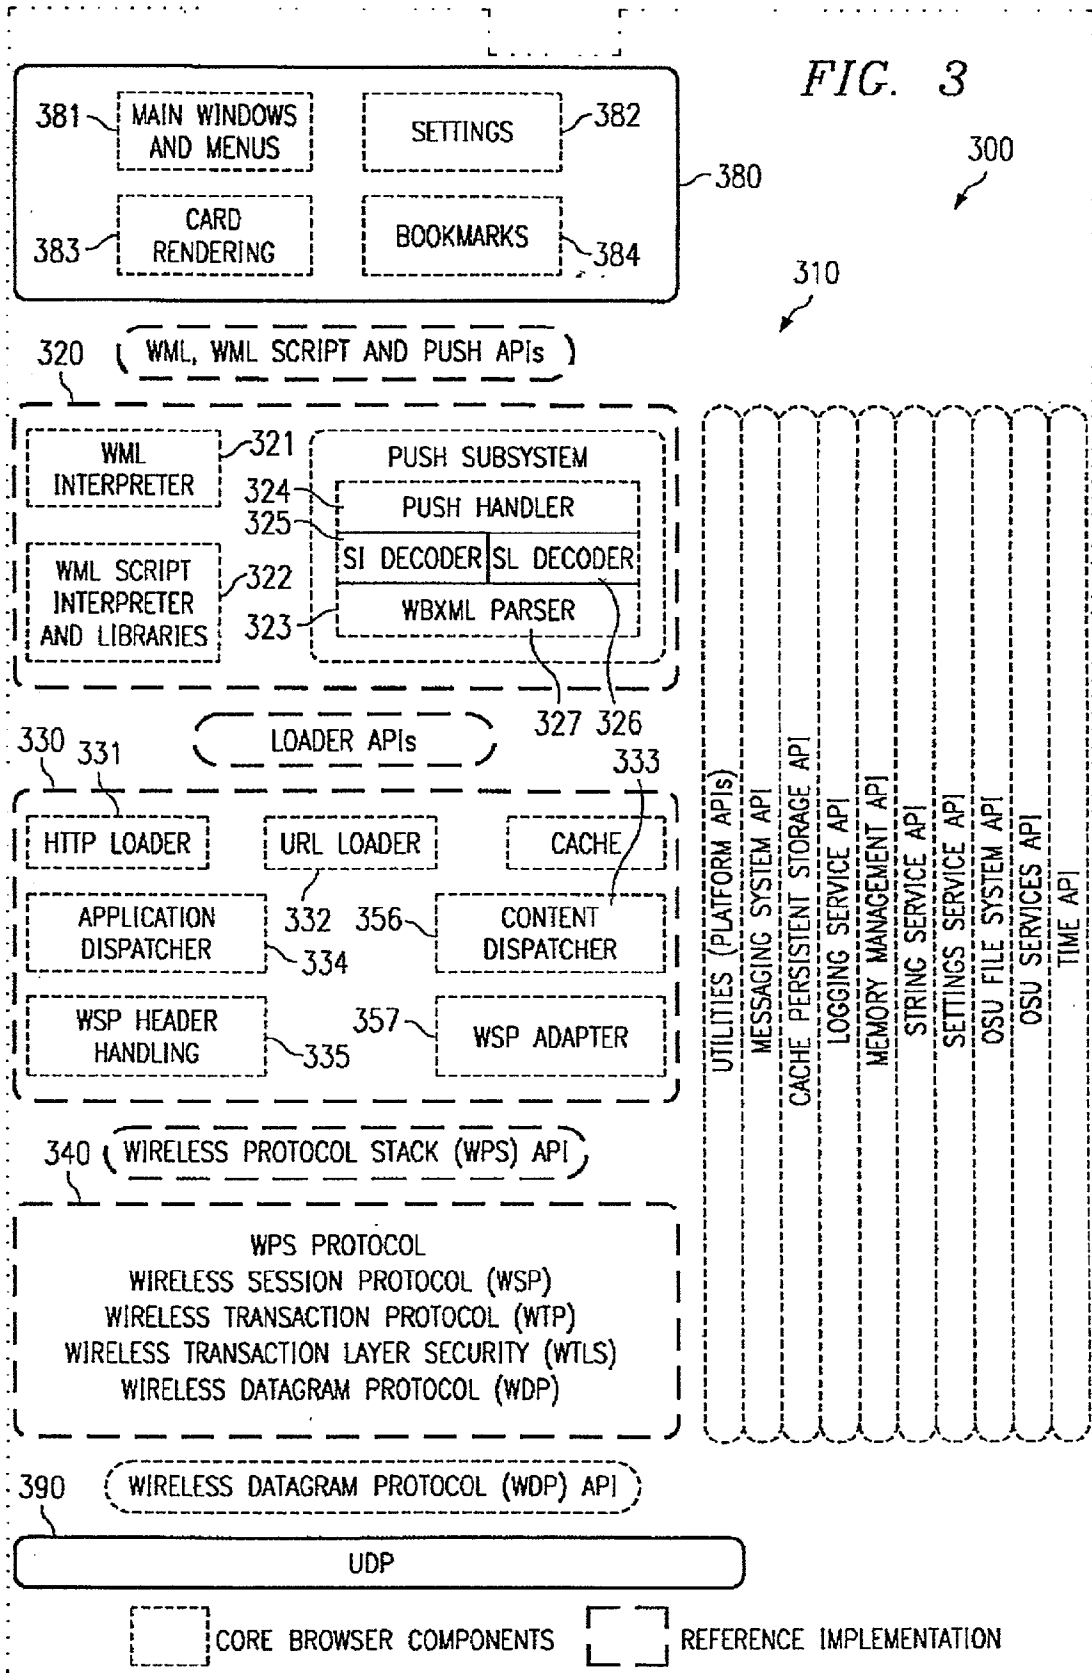 FIG. 3
300
310
380
381
MAIN WINDOWS
AND MENUS
SETTINGS
382
383
CARD
RENDERING
BOOKMARKS
384
320
WML, WML SCRIPT AND PUSH APIs
WML
INTERPRETER
321
WML SCRIPT
INTERPRETER
AND LIBRARIES
322
PUSH SUBSYSTEM
324
PUSH HANDLER
325
SI DECODER
SL DECODER
323
WBXML PARSER
327
326
LOADER APIs
330
331
333
HTTP LOADER
URL LOADER
CACHE
332
APPLICATION
DISPATCHER
334
356
CONTENT
DISPATCHER
WSP HEADER
HANDLING
335
357
WSP ADAPTER
340
WIRELESS PROTOCOL STACK (WPS) API
WPS PROTOCOL
WIRELESS SESSION PROTOCOL (WSP)
WIRELESS TRANSACTION PROTOCOL (WTP)
WIRELESS TRANSACTION LAYER SECURITY (WTLS)
WIRELESS DATAGRAM PROTOCOL (WDP)
390
WIRELESS DATAGRAM PROTOCOL (WDP) API
UDP
UTILITIES (PLATFORM APIs)
MESSAGING SYSTEM API
CACHE PERSISTENT STORAGE API
LOGGING SERVICE API
MEMORY MANAGEMENT API
STRING SERVICE API
SETTINGS SERVICE API
OSU FILE SYSTEM API
OSU SERVICES API
TIME API
CORE BROWSER COMPONENTS
REFERENCE IMPLEMENTATION